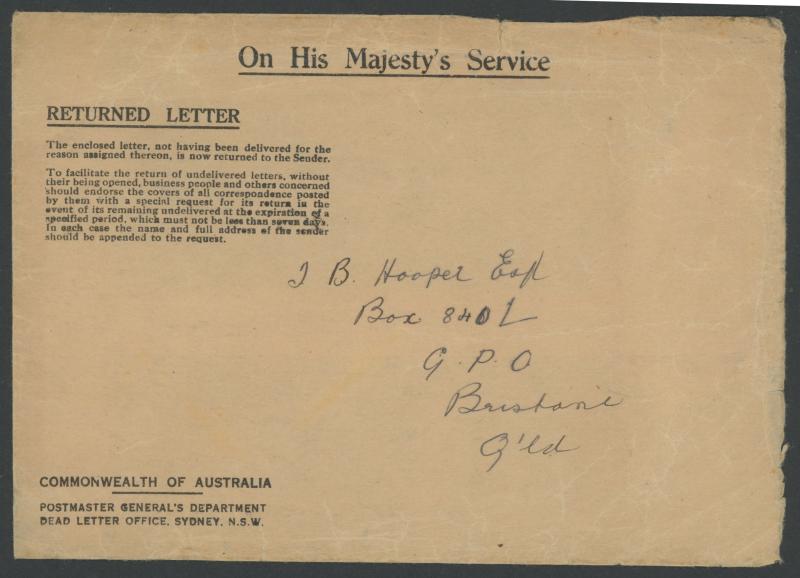 On His Majesty's Service
RETURNED LETTER
The enclosed letter, not having been delivered for the
reason assigned thereon, is now returned to the Sender.
To facilitate the return of undelivered letters, without
their being opened, business people and others concerned
should endorse the covers of all correspondence posted
by them with a special request for its return in the
event of its remaining undelivered at the expiration of a
specified period, which must not be less than seven days.
In each case the name and full address of the sender
should be appended to the request.
J B. Hooper Esq
Box 840L
G.P.O
Brisbane
Q'ld
COMMONWEALTH OF AUSTRALIA
POSTMASTER GENERAL'S DEPARTMENT
DEAD LETTER OFFICE, SYDNEY, N.S.W.